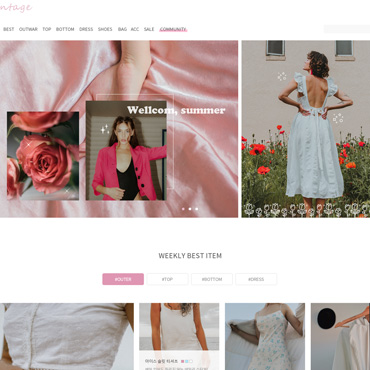 ntage
BEST OUTWAR TOP BOTTOM DRESS SHOES BAG ACC SALE COMMUNITY
Wellcom, summer
WEEKLY BEST ITEM
#OUTER #TOP #BOTTOM #DRESS